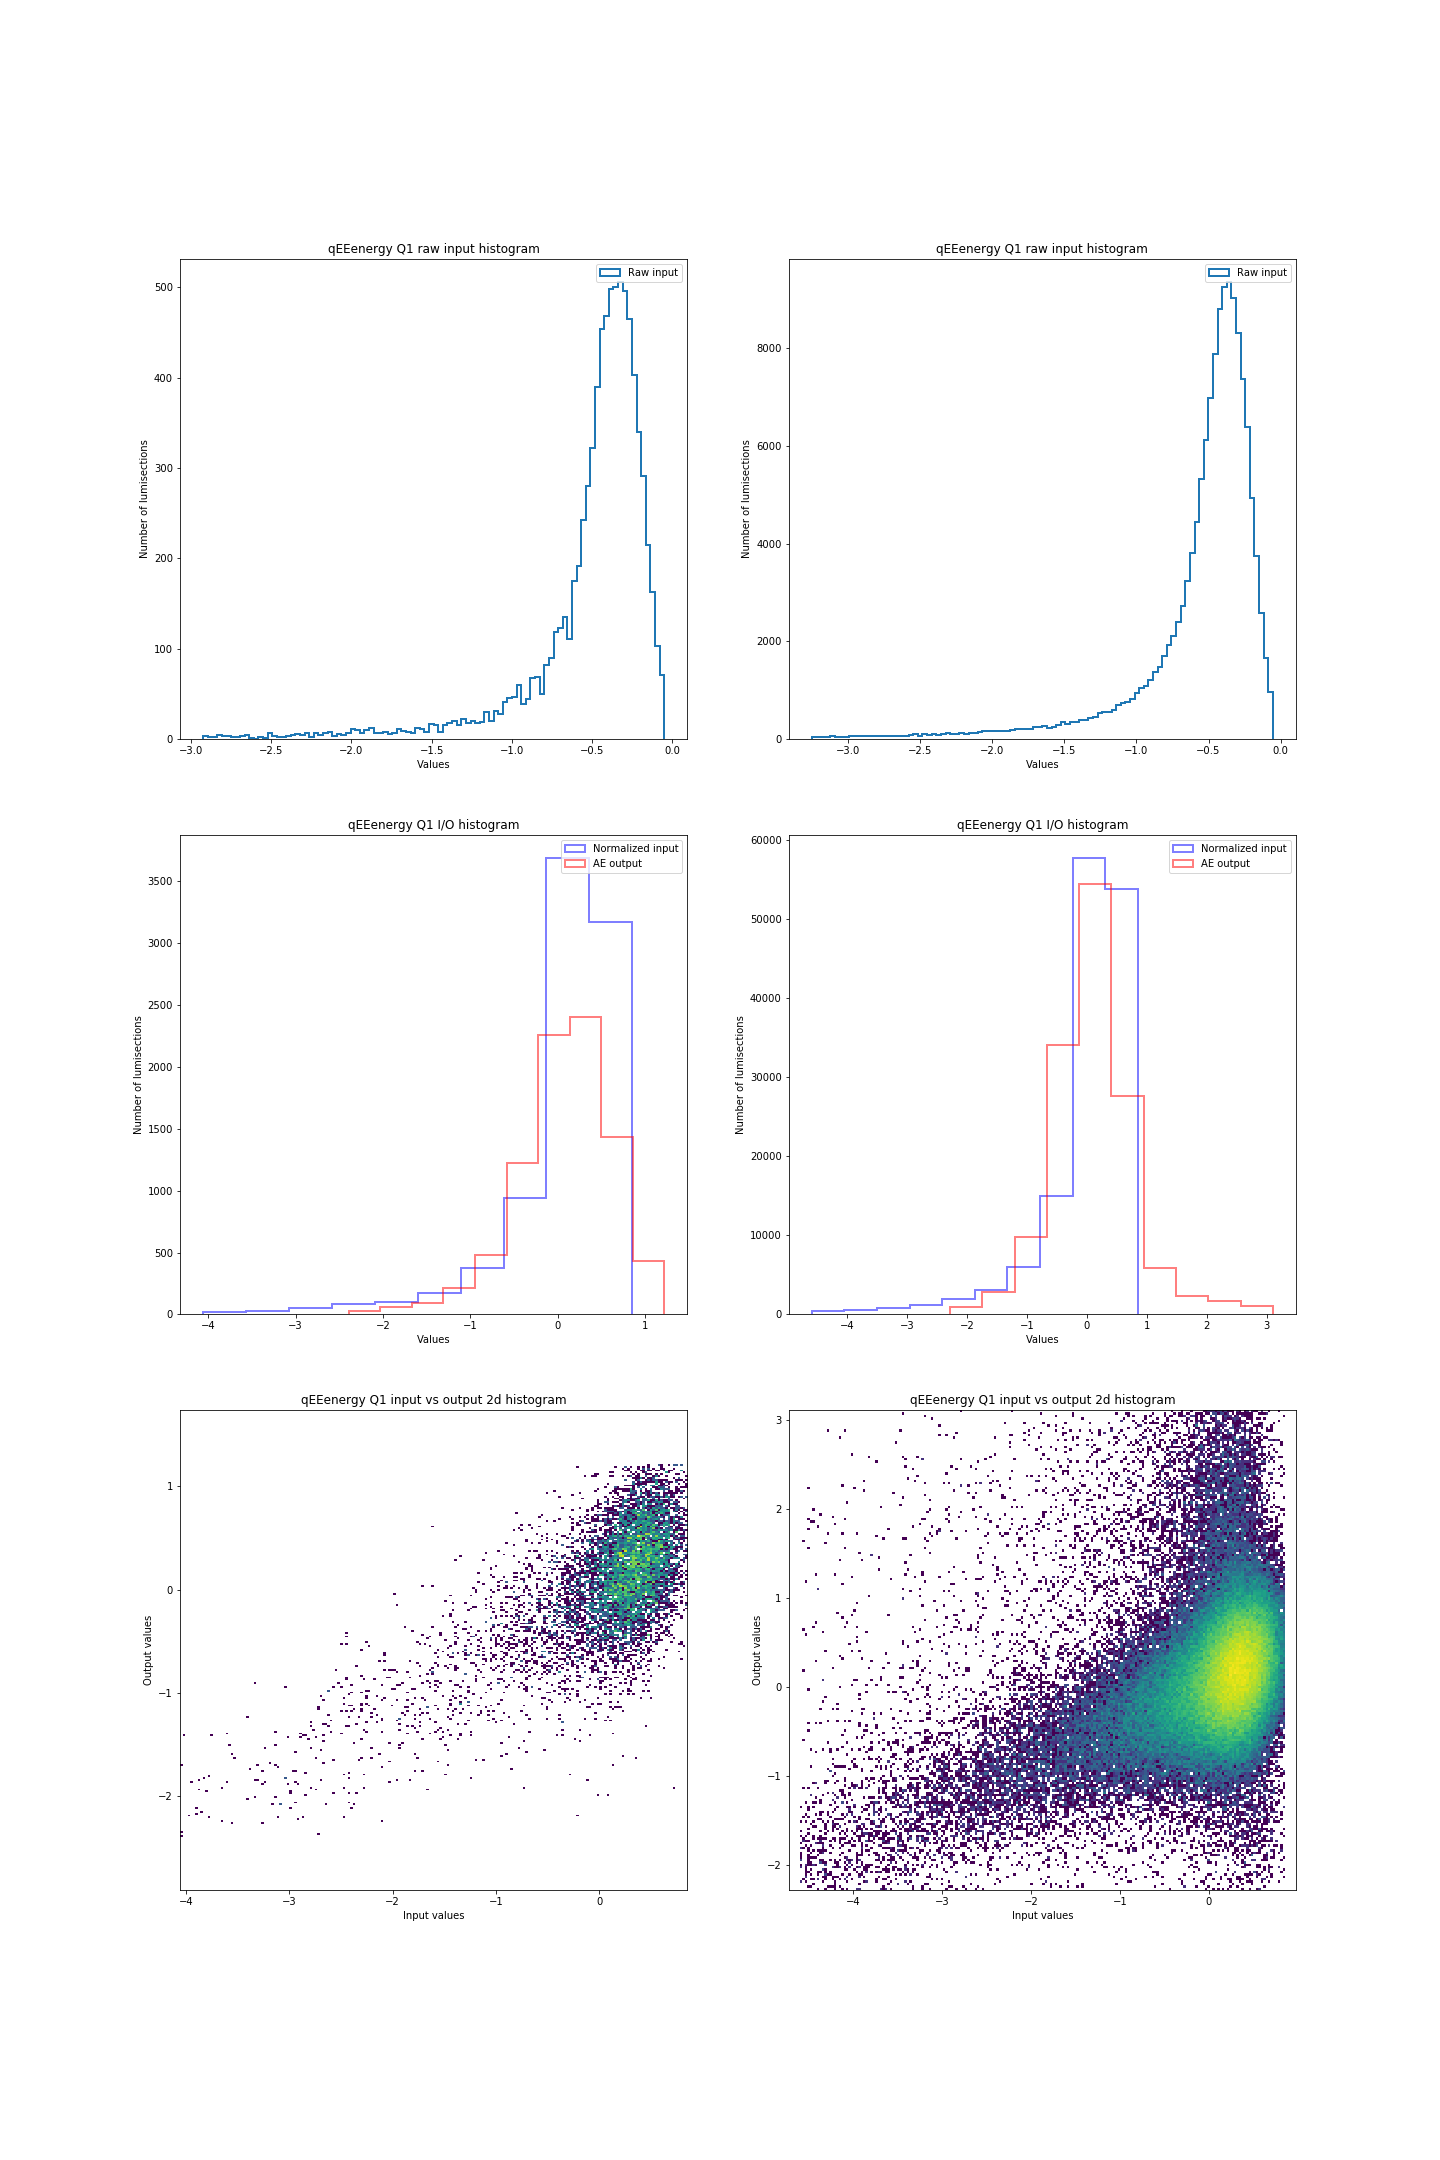 qEEenergy Q1 raw input histogram
Raw input
500
400
300
200
100
0
Number of lumisections
−3.0 −2.5 −2.0 −1.5 −1.0 −0.5 0.0
Values
qEEenergy Q1 raw input histogram
Raw input
8000
6000
4000
2000
0
Number of lumisections
−3.0 −2.5 −2.0 −1.5 −1.0 −0.5 0.0
Values
qEEenergy Q1 I/O histogram
Normalized input
AE output
3500
3000
2500
2000
1500
1000
500
0
Number of lumisections
−4 −3 −2 −1 0 1
Values
qEEenergy Q1 I/O histogram
Normalized input
AE output
60000
50000
40000
30000
20000
10000
0
Number of lumisections
−4 −3 −2 −1 0 1 2 3
Values
qEEenergy Q1 input vs output 2d histogram
1
0
−1
−2
Output values
−4 −3 −2 −1 0
Input values
qEEenergy Q1 input vs output 2d histogram
3
2
1
0
−1
−2
Output values
−4 −3 −2 −1 0
Input values